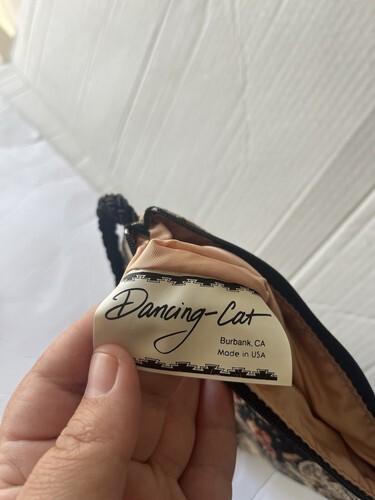 Dancing-Cat
Burbank, CA
Made in USA